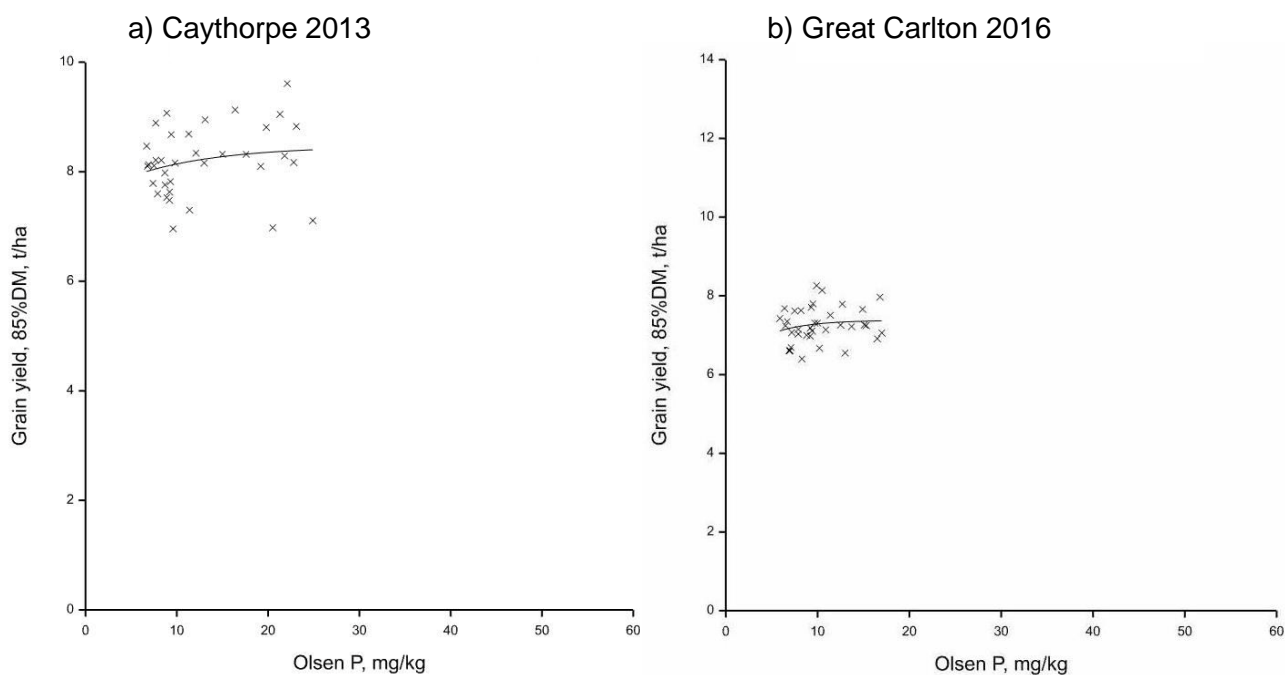 a) Caythorpe 2013
10
8
6
4
2
0
0 10 20 30 40 50 60
Grain yield, 85%DM, t/ha
Olsen P, mg/kg
b) Great Carlton 2016
14
12
10
8
6
4
2
0
0 10 20 30 40 50 60
Grain yield, 85%DM, t/ha
Olsen P, mg/kg